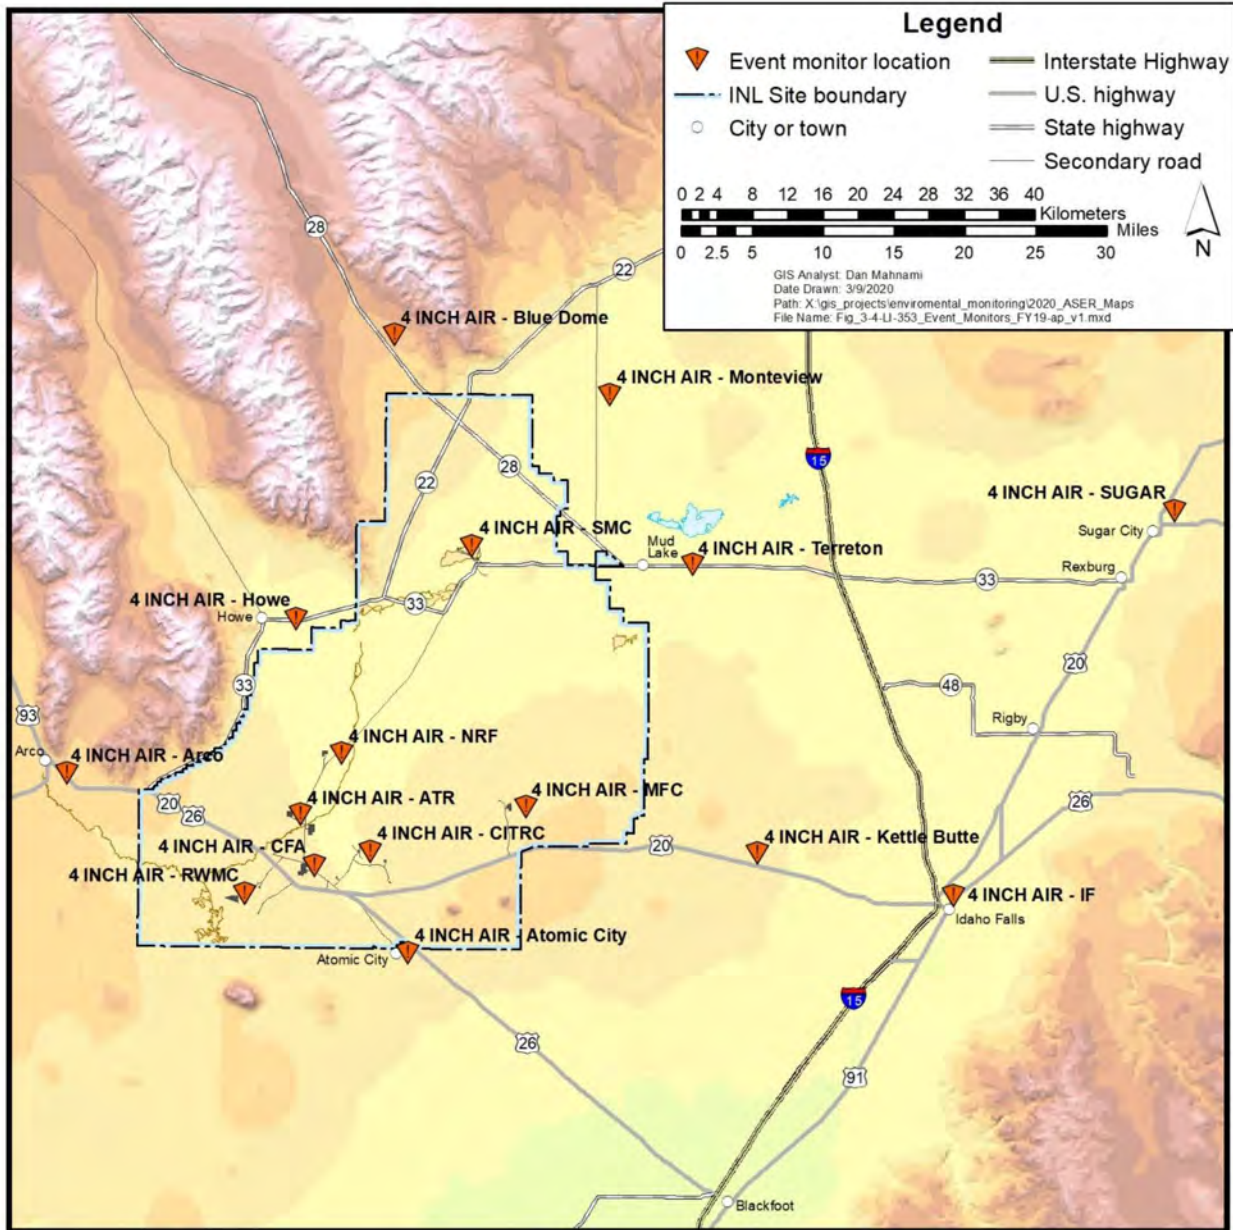 Legend
Event monitor location
INL Site boundary
City or town
Interstate Highway
U.S. highway
State highway
Secondary road
0 2 4 8 12 16 20 24 28 32 36 40
Kilometers
Miles
0 2.5 5 10 15 20 25 30
N
GIS Analyst: Dan Mahnami
Date Drawn: 3/9/2020
Path: X:\gis_projects\enviromental_monitoring\2020_ASER_Maps
File Name: Fig_3-4-LI-353_Event_Monitors_FY19-ap_v1.mxd
28
22
4 INCH AIR - Blue Dome
4 INCH AIR - Monteview
15
28
22
4 INCH AIR - SUGAR
Sugar City
4 INCH AIR - SMC
Mud
Lake
4 INCH AIR - Terreton
Rexburg
33
4 INCH AIR - Howe
Howe
33
20
33
48
93
Rigby
Arco
4 INCH AIR - Arco
4 INCH AIR - NRF
20
26
4 INCH AIR - ATR
4 INCH AIR - MFC
26
4 INCH AIR - CITRC
4 INCH AIR - CFA
20
4 INCH AIR - Kettle Butte
4 INCH AIR - RWMC
4 INCH AIR - IF
Idaho Falls
4 INCH AIR - Atomic City
Atomic City
15
26
91
Blackfoot